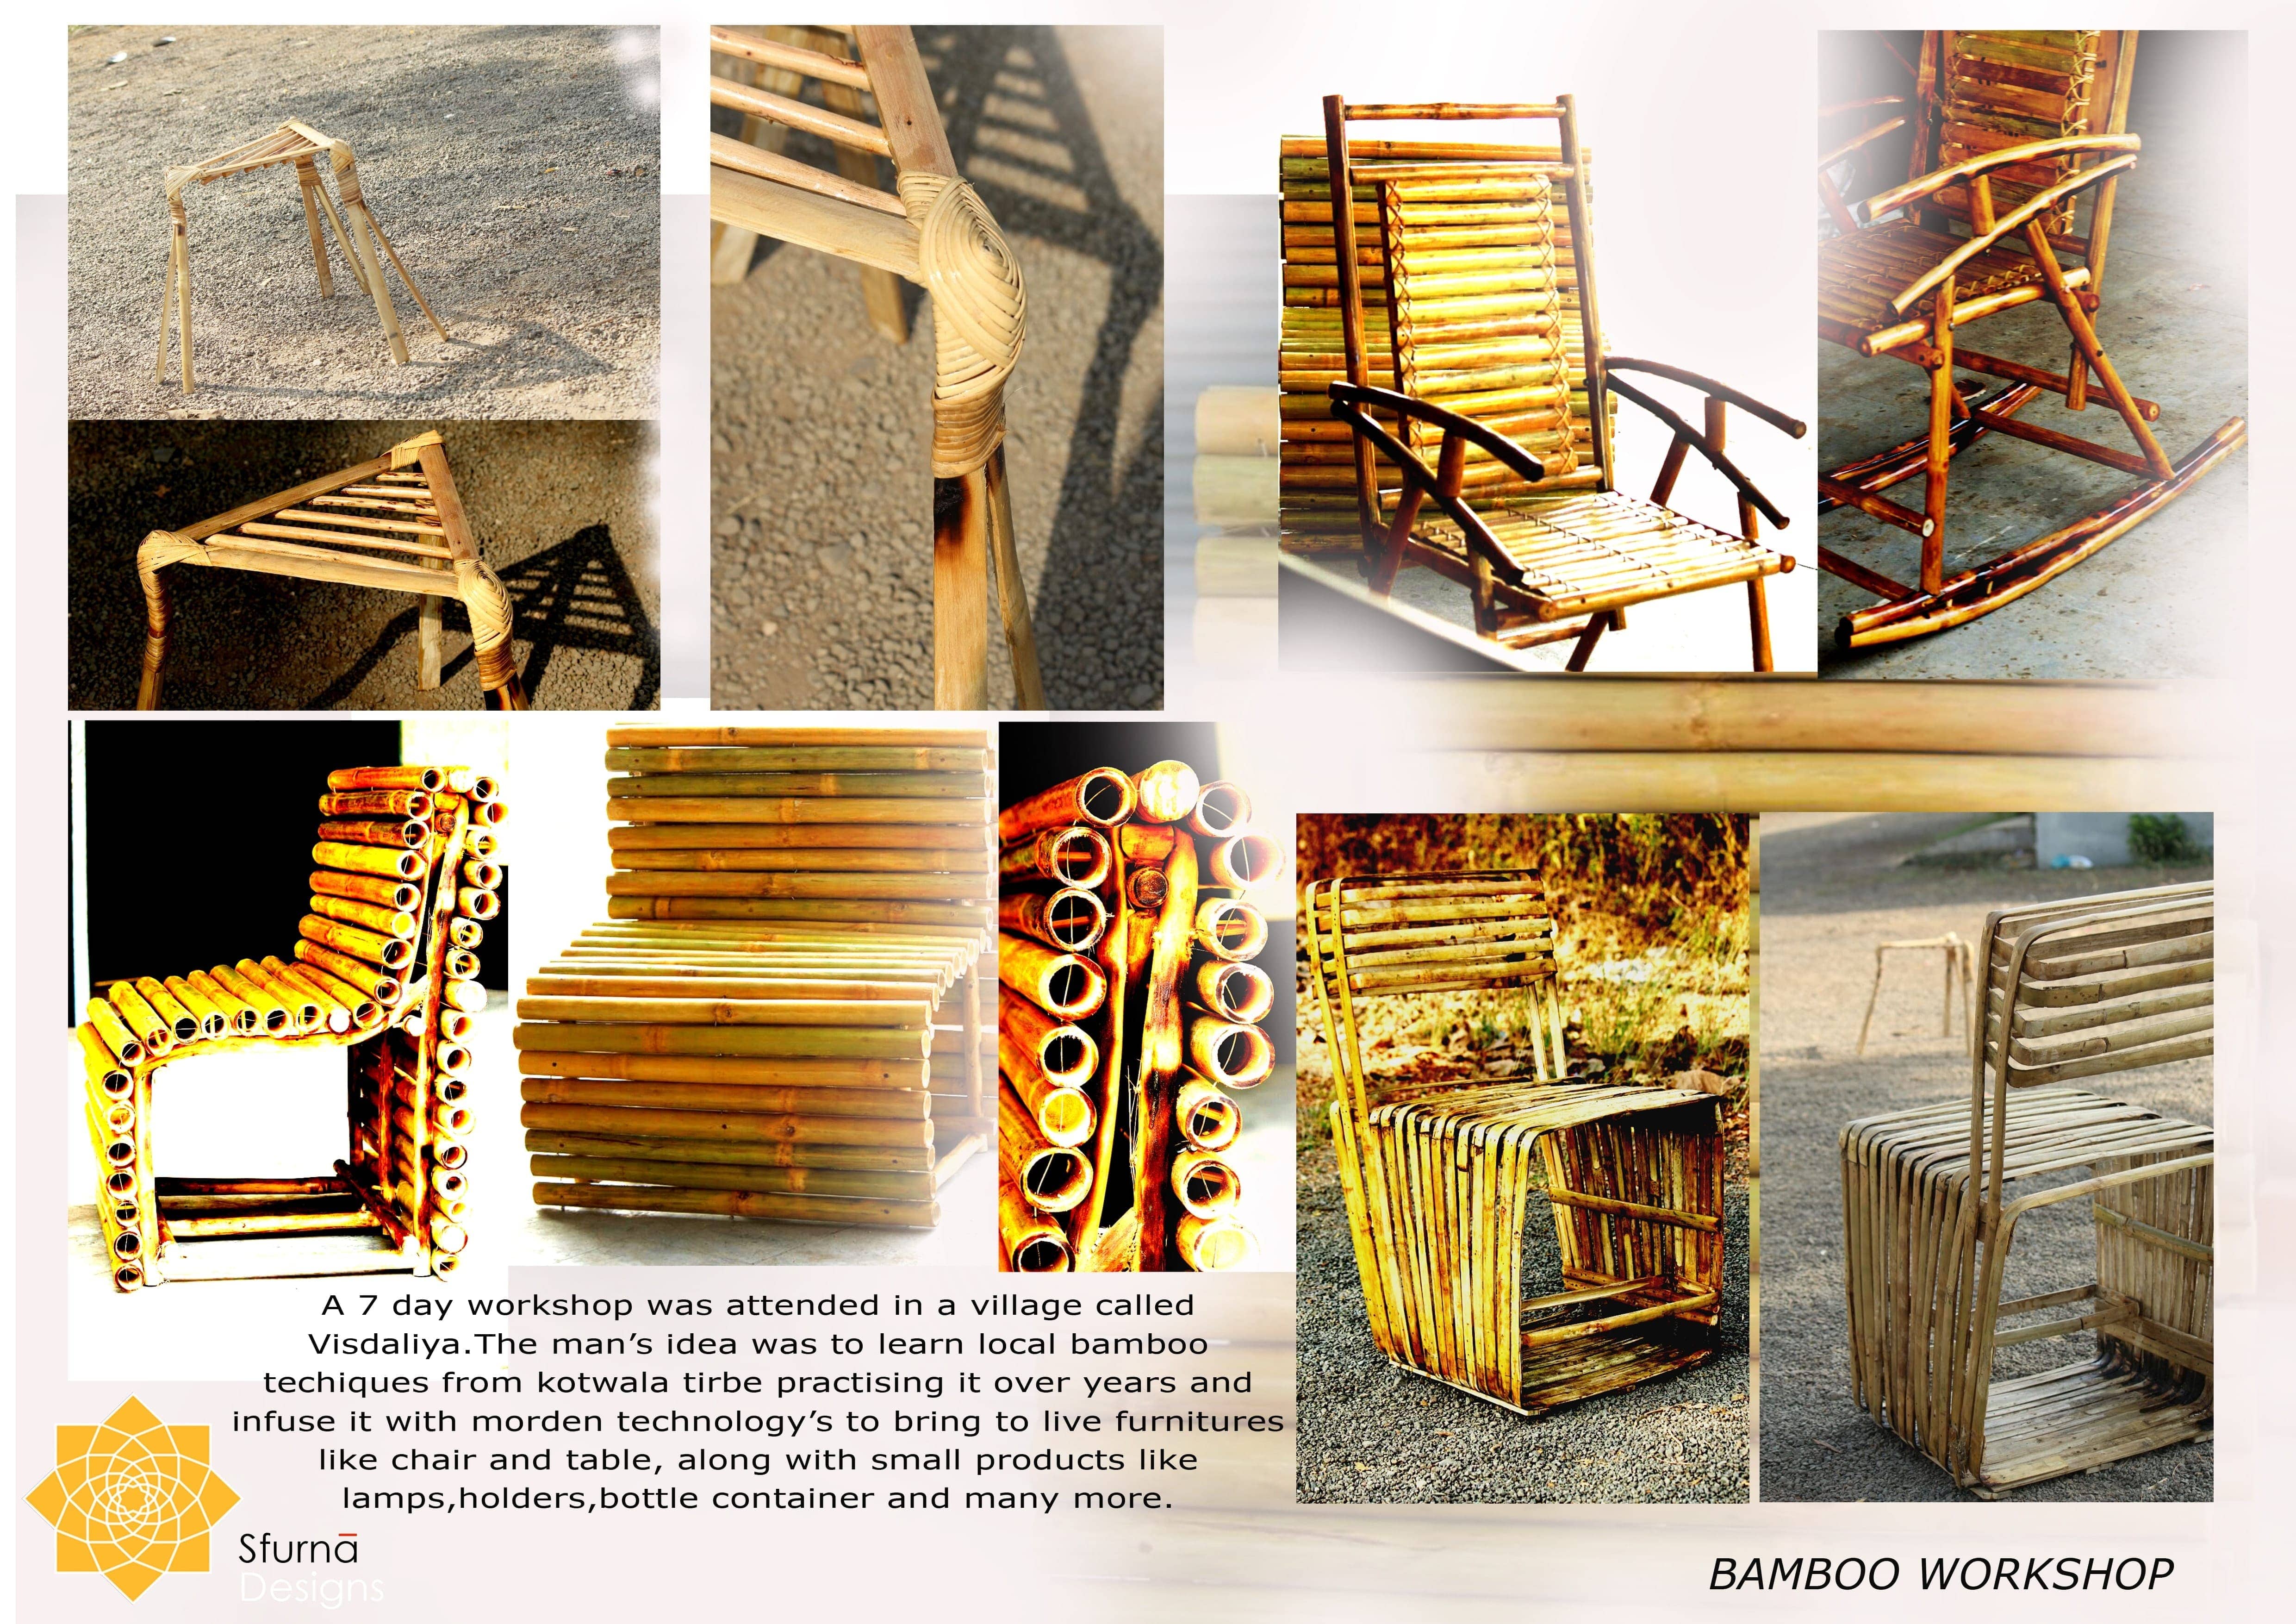 A 7 day workshop was attended in a village called
Visdaliya.The man’s idea was to learn local bamboo
techiques from kotwala tirbe practising it over years and
infuse it with morden technology’s to bring to live furnitures
like chair and table, along with small products like
lamps,holders,bottle container and many more.
Sfurnā
Designs
BAMBOO WORKSHOP